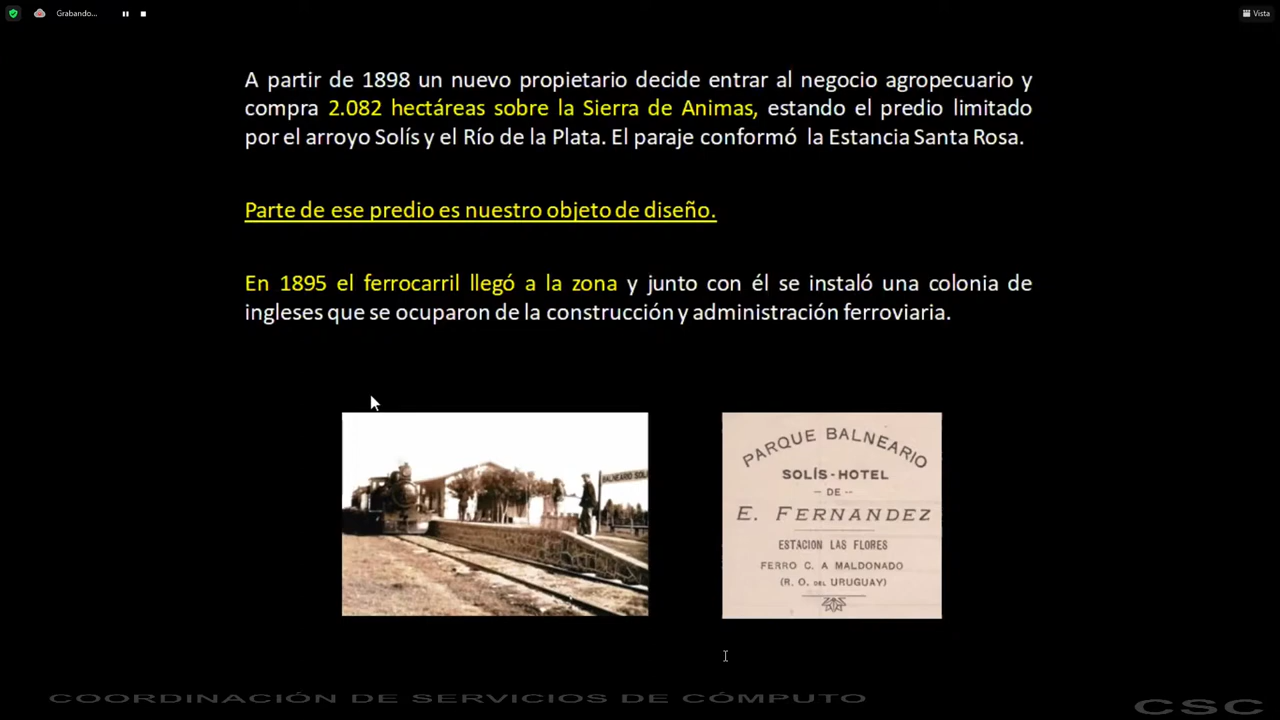 Grabando...
Vista
A partir de 1898 un nuevo propietario decide entrar al negocio agropecuario y
compra 2.082 hectáreas sobre la Sierra de Animas, estando el predio limitado
por el arroyo Solís y el Río de la Plata. El paraje conformó la Estancia Santa Rosa.
Parte de ese predio es nuestro objeto de diseño.
En 1895 el ferrocarril llegó a la zona y junto con él se instaló una colonia de
ingleses que se ocuparon de la construcción y administración ferroviaria.
BALNEARIO SOL
PARQUE BALNEARIO
SOLÍS-HOTEL
— DE --
E. FERNANDEZ
ESTACION LAS FLORES
FERRO C. A MALDONADO
(R. O. DEL URUGUAY)
COORDINACIÓN DE SERVICIOS DE CÓMPUTO
CSC